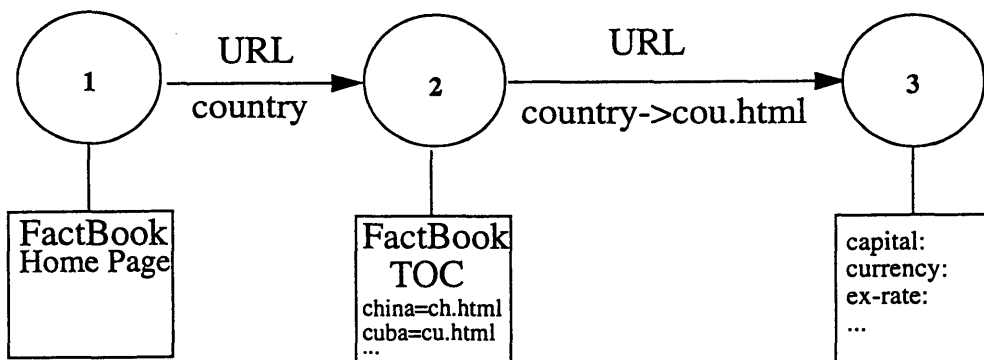 1
URL
country
2
URL
country->cou.html
3
FactBook
Home Page
FactBook
TOC
china=ch.html
cuba=cu.html
...
capital:
currency:
ex-rate:
...